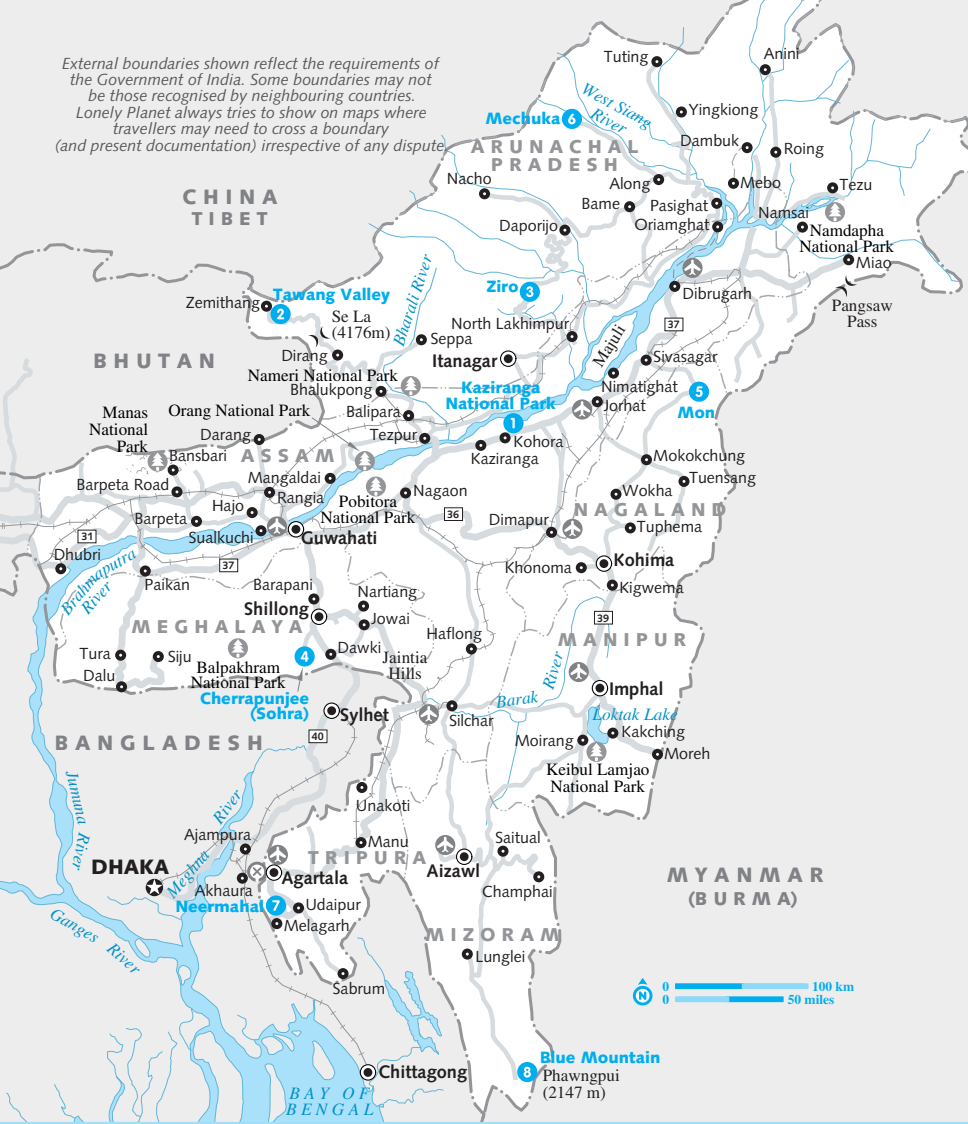 External boundaries shown reflect the requirements of
the Government of India. Some boundaries may not
be those recognised by neighbouring countries.
Lonely Planet always tries to show on maps where
travellers may need to cross a boundary
(and present documentation) irrespective of any dispute.
Tuting
Anini
West Siang
River
Yingkiong
Mechuka 6
ARUNACHAL
PRADESH
Dambuk
Roing
CHINA
TIBET
Nacho
Along
Mebo
Tezu
Bame
Pasighat
Namsai
Daporijo
Oriamghat
Namdapha
National Park
Miao
Bharali River
Ziro 3
Dibrugarh
Pangsaw
Pass
Zemithang
Tawang Valley
2
Se La
(4176m)
North Lakhimpur
37
Seppa
Majuli
BHUTAN
Dirang
Itanagar
Sivasagar
Nameri National Park
Bhalukpong
Kaziranga
National Park
1
Nimatighat
5
Mon
Manas
National
Park
Orang National Park
Balipara
Jorhat
Darang
Tezpur
Kohora
Bansbari
ASSAM
Kaziranga
Mokokchung
Barpeta Road
Mangaldai
Tuensang
Rangia
Pobitora
National Park
Nagaon
Wokha
Barpeta
Hajo
36
Dimapur
NAGALAND
31
Sualkuchi
Guwahati
Tuphema
Dhubri
37
Khonoma
Kohima
Brahmaputra
River
Paikan
Barapani
Nartiang
Kigwema
Shillong
Jowai
39
MEGHALAYA
Haflong
MANIPUR
Tura
Siju
4
Dawki
Jaintia
Hills
Dalu
Balpakhram
National Park
Cherrapunjee
(Sohra)
Barak
River
Imphal
Sylhet
Silchar
Loktak Lake
BANGLADESH
40
Moirang
Kakching
Moreh
Keibul Lamjao
National Park
Jumuna River
Unakoti
Meghna
River
Ajampura
Manu
Saitual
DHAKA
TRIPURA
Aizawl
MYANMAR
(BURMA)
Akhaura
Agartala
Champhai
Neermahal 7
Udaipur
Melagarh
Ganges
River
MIZORAM
Lunglei
Sabrum
0 100 km
N
0 50 miles
Blue Mountain
8
Phawngpui
(2147 m)
Chittagong
BAY OF
BENGAL